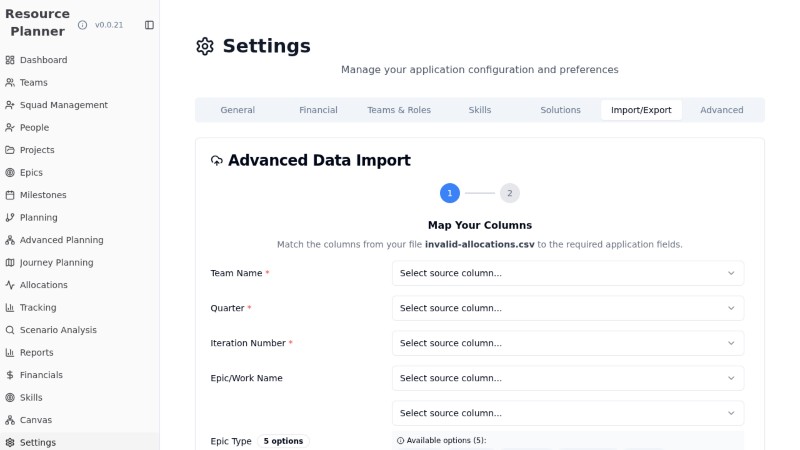 Resource
Planner
v0.0.21
Dashboard
Teams
Squad Management
People
Projects
Epics
Milestones
Planning
Advanced Planning
Journey Planning
Allocations
Tracking
Scenario Analysis
Reports
Financials
Skills
Canvas
Settings
Settings
Manage your application configuration and preferences
General Financial Teams & Roles Skills Solutions Import/Export Advanced
Advanced Data Import
1 2
Map Your Columns
Match the columns from your file invalid-allocations.csv to the required application fields.
Team Name * Select source column...
Quarter * Select source column...
Iteration Number * Select source column...
Epic/Work Name Select source column...
Select source column...
Epic Type 5 options Available options (5):